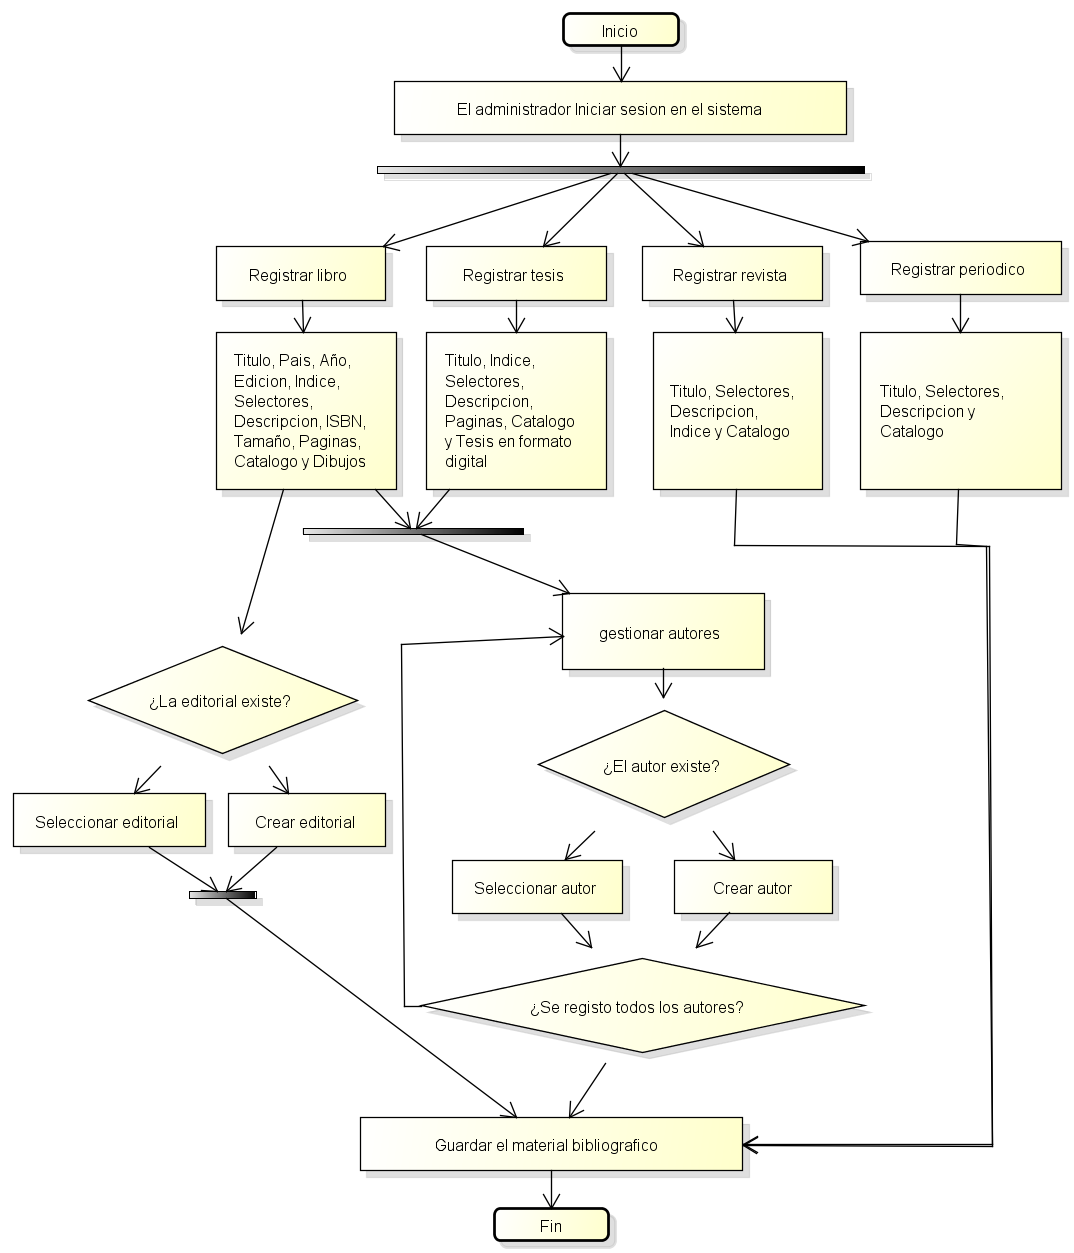 Inicio
El administrador Iniciar sesion en el sistema
Registrar libro
Registrar tesis
Registrar revista
Registrar periodico
Titulo, Pais, Año,
Edicion, Indice,
Selectores,
Descripcion, ISBN,
Tamaño, Paginas,
Catalogo y Dibujos
Titulo, Indice,
Selectores,
Descripcion,
Paginas, Catalogo
y Tesis en formato
digital
Titulo, Selectores,
Descripcion,
Indice y Catalogo
Titulo, Selectores,
Descripcion y
Catalogo
gestionar autores
¿La editorial existe?
¿El autor existe?
Seleccionar editorial
Crear editorial
Seleccionar autor
Crear autor
¿Se registo todos los autores?
Guardar el material bibliografico
Fin